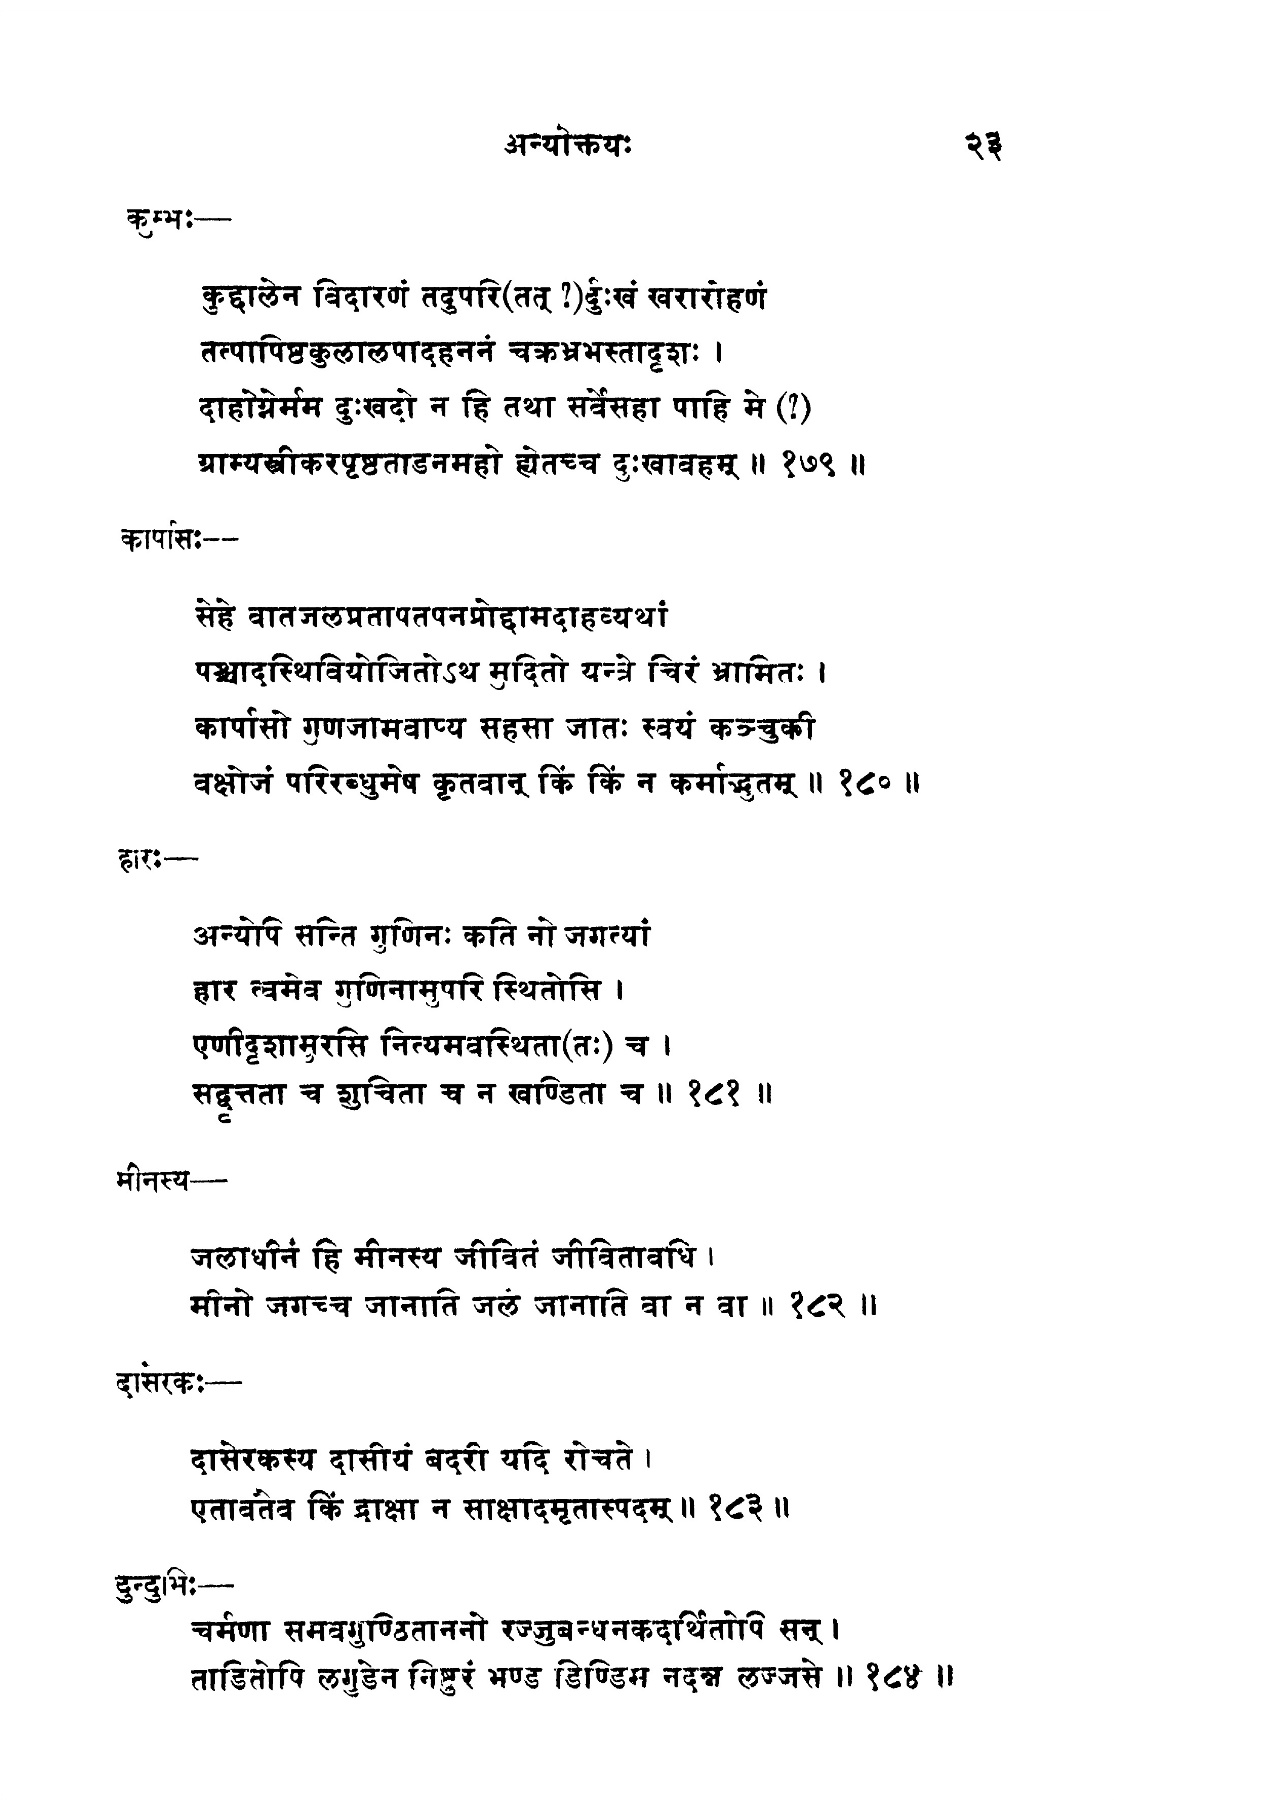 अन्योक्तयः २३
कुम्भः—
कुद्दालेन विदारणं तदुपरि(तत् ?)र्दुःखं खरारोहणं
तत्पापिष्ठकुलालपादहननं चक्रभ्रभस्तादृशः ।
दाहोग्नेर्मम दुःखदो न हि तथा सर्वेसहा पाहि मे (?)
ग्राम्यस्त्रीकरपृष्ठताडनमहो ह्येतच्च दुःखावहम् ॥ १७९ ॥
कार्पासः--
सेहे वातजलप्रतापतपनप्रोद्दामदाहव्यथां
पश्चादस्थिवियोजितोऽथ मुदितो यन्त्रे चिरं भ्रामितः ।
कार्पासो गुणजामवाप्य सहसा जातः स्वयं कञ्चुकी
वक्षोजं परिरब्धुमेष कृतवान् किं किं न कर्माद्भुतम् ॥ १८० ॥
हारः—
अन्योपि सन्ति गुणिनः कति नो जगत्यां
हार त्वमेव गुणिनामुपरि स्थितोसि ।
एणीदृशामुरसि नित्यमवस्थिता(तः) च ।
सद्वृत्तता च शुचिता च न खण्डिता च ॥ १८१ ॥
मीनस्य—
जलाधीनं हि मीनस्य जीवितं जीवितावधि ।
मीनो जगच्च जानाति जलं जानाति वा न वा ॥ १८२ ॥
दासेरकः—
दासेरकस्य दासीयं बदरी यदि रोचते ।
एतावतैव किं द्राक्षा न साक्षादमृतास्पदम् ॥ १८३ ॥
दुन्दुभिः—
चर्मणा समवगुण्ठिताननो रज्जुबन्धनकदर्थितोपि सन् ।
ताडितोपि लगुडेन निष्ठुरं भण्ड डिण्डिम नदन्न लज्जसे ॥ १८४ ॥